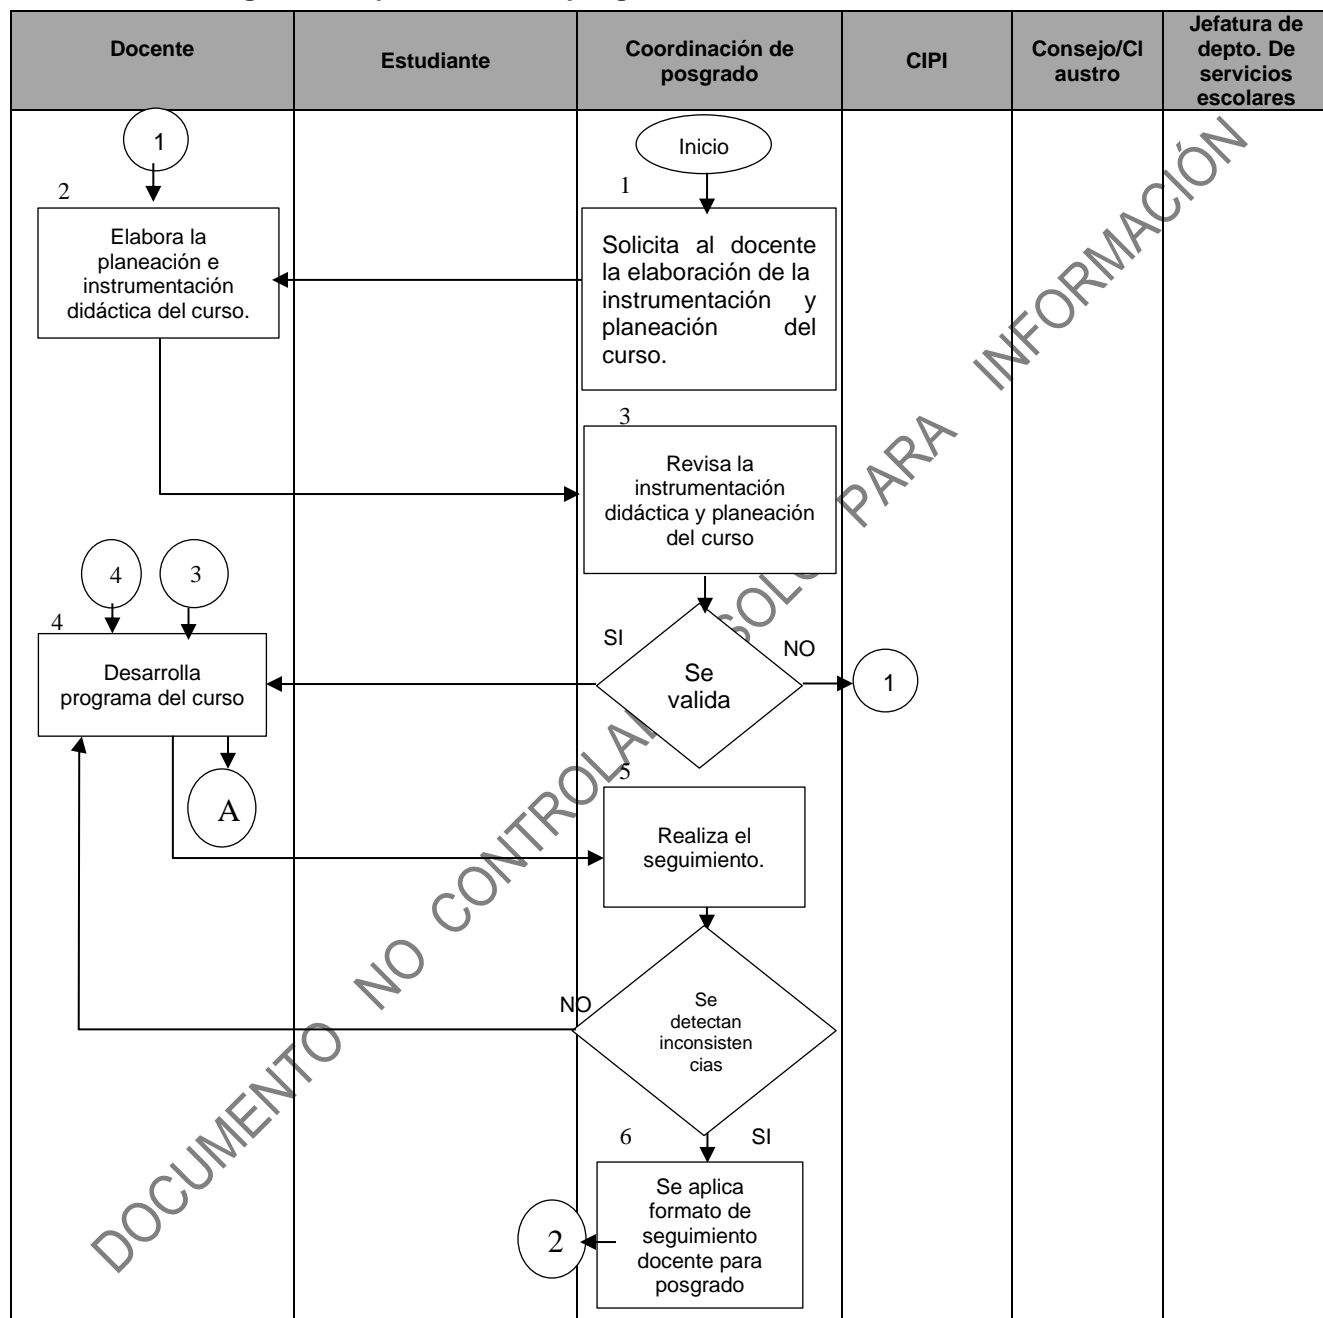 Docente
Estudiante
Coordinación de
posgrado
CIPI
Consejo/Cl
austro
Jefatura de
depto. De
servicios
escolares
1
Inicio
2
1
Elabora la
planeación e
instrumentación
didáctica del curso.
Solicita al docente
la elaboración de la
instrumentación y
planeación del
curso.
3
Revisa la
instrumentación
didáctica y planeación
del curso
4
3
4
Desarrolla
programa del curso
SI
Se
valida
NO
1
A
5
Realiza el
seguimiento.
NO
Se
detectan
inconsisten
cias
6
SI
Se aplica
formato de
seguimiento
docente para
posgrado
2
DOCUMENTO NO CONTROLA SOLO PARA INFORMACIÓN